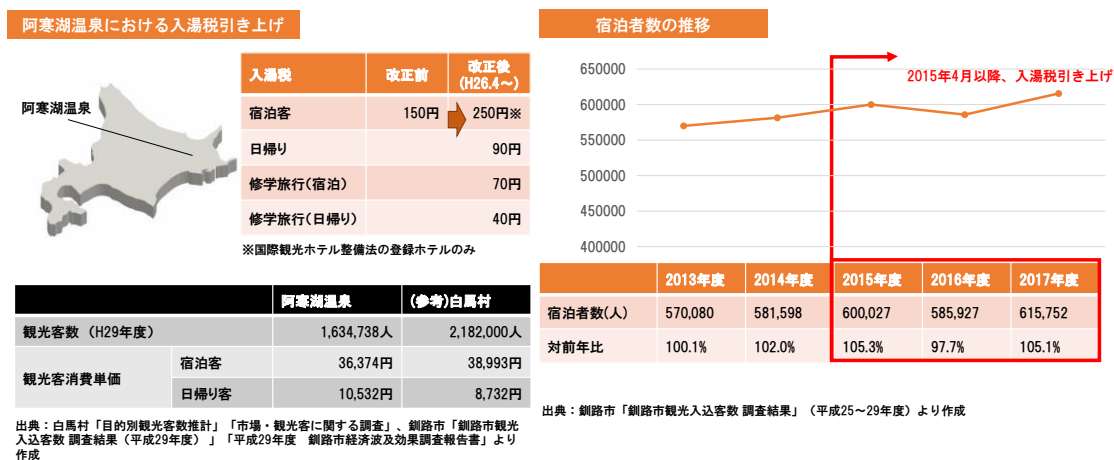 阿寒湖温泉における入湯税引き上げ
阿寒湖温泉
入湯税 改正前 改正後
(H26.4～)
宿泊客 150円 250円※
日帰り 90円
修学旅行(宿泊) 70円
修学旅行(日帰り) 40円
※国際観光ホテル整備法の登録ホテルのみ
阿寒湖温泉 (参考)白馬村
観光客数 (H29年度) 1,634,738人 2,182,000人
観光客消費単価
宿泊客 36,374円 38,993円
日帰り客 10,532円 8,732円
出典：白馬村「目的別観光客数推計」「市場・観光客に関する調査」、釧路市「釧路市観光
入込客数 調査結果（平成29年度） 」「平成29年度　釧路市経済波及効果調査報告書」より
作成
宿泊者数の推移
2015年4月以降、入湯税引き上げ
650000
600000
550000
500000
450000
400000
2013年度 2014年度 2015年度 2016年度 2017年度
宿泊者数(人) 570,080 581,598 600,027 585,927 615,752
対前年比 100.1% 102.0% 105.3% 97.7% 105.1%
出典：釧路市「釧路市観光入込客数 調査結果」（平成25～29年度）より作成